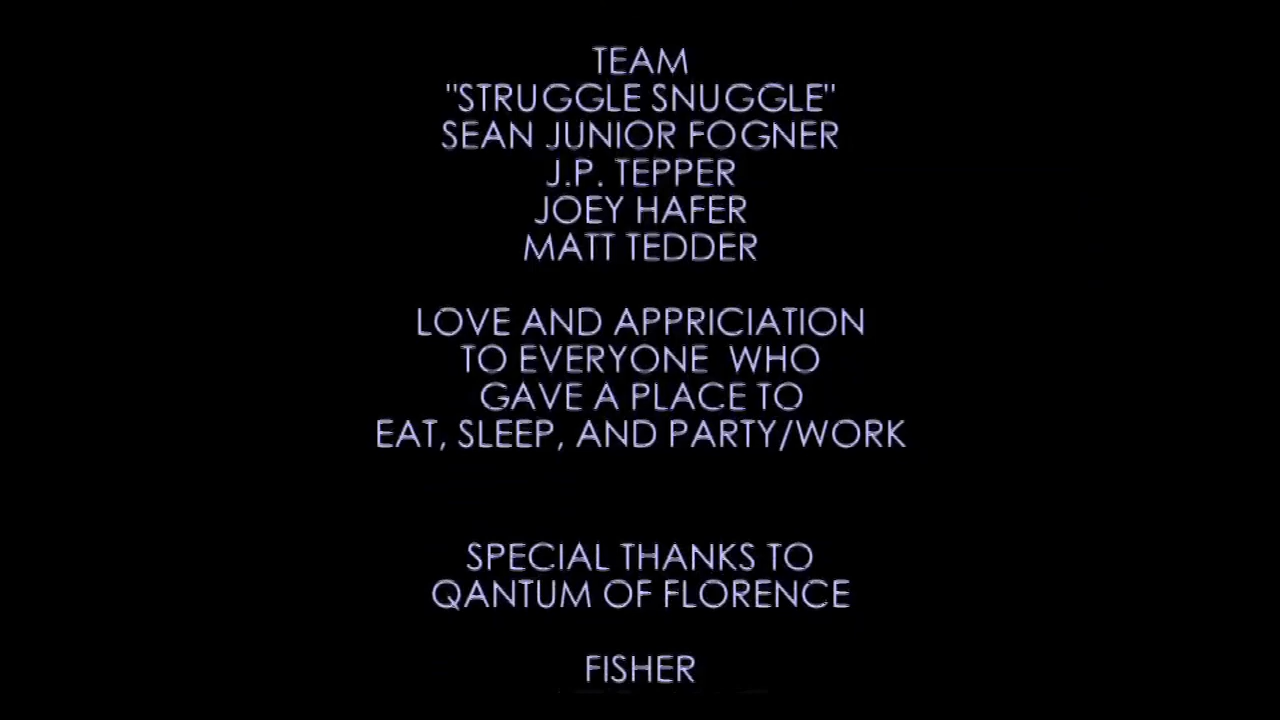 TEAM
"STRUGGLE SNUGGLE"
SEAN JUNIOR FOGNER
J.P. TEPPER
JOEY HAFER
MATT TEDDER
LOVE AND APPRICIATION
TO EVERYONE  WHO
GAVE A PLACE TO
EAT, SLEEP, AND PARTY/WORK
SPECIAL THANKS TO
QANTUM OF FLORENCE
FISHER